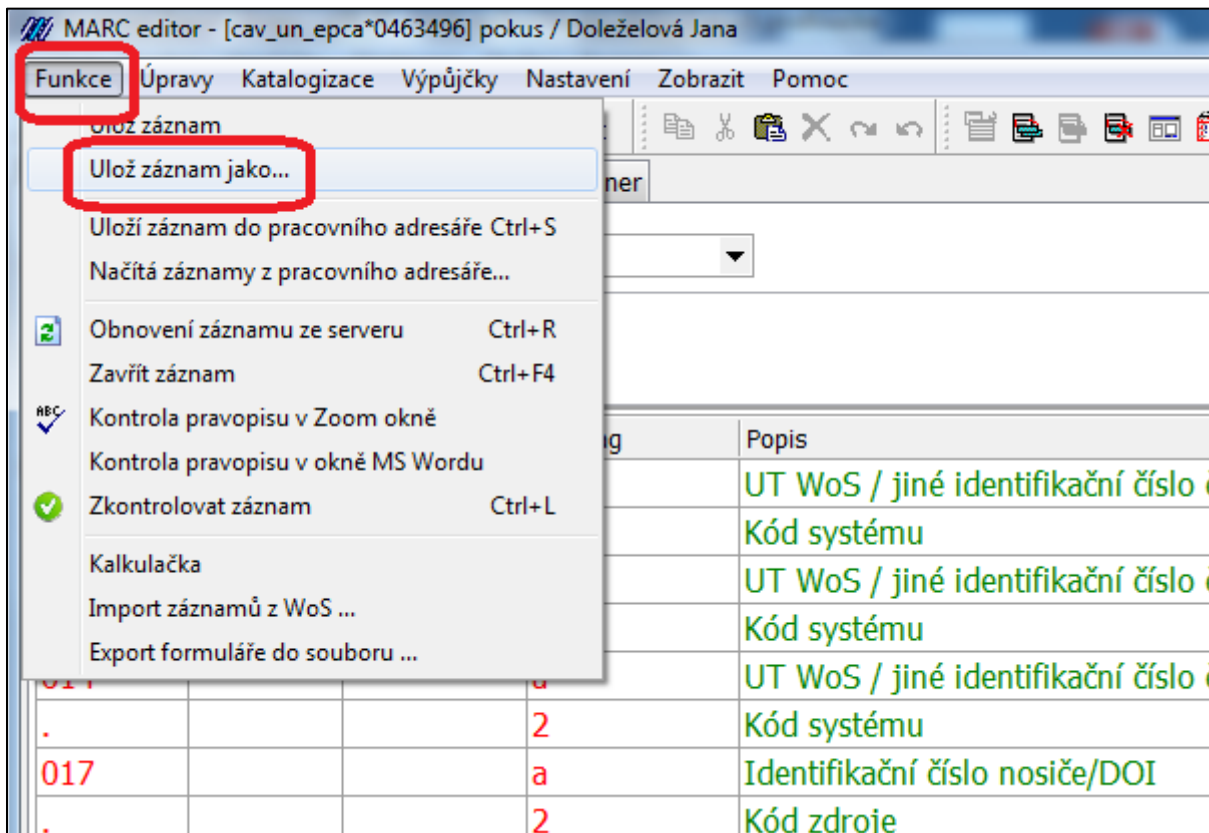 MARC editor - [cav_un_epca*0463496] pokus / Doleželová Jana
Funkce Úpravy Katalogizace Výpůjčky Nastavení Zobrazit Pomoc
Ulož záznam
Ulož záznam jako...
ner
Uloží záznam do pracovního adresáře Ctrl+S
Načítá záznamy z pracovního adresáře...
Obnovení záznamu ze serveru Ctrl+R
Zavřít záznam Ctrl+F4
ABC Kontrola pravopisu v Zoom okně
ag Popis
Kontrola pravopisu v okně MS Wordu
UT WoS / jiné identifikační číslo č
Zkontrolovat záznam Ctrl+L
Kód systému
Kalkulačka
UT WoS / jiné identifikační číslo č
Import záznamů z WoS ...
Kód systému
Export formuláře do souboru ...
014 a UT WoS / jiné identifikační číslo č
. 2 Kód systému
017 a Identifikační číslo nosiče/DOI
. 2 Kód zdroje